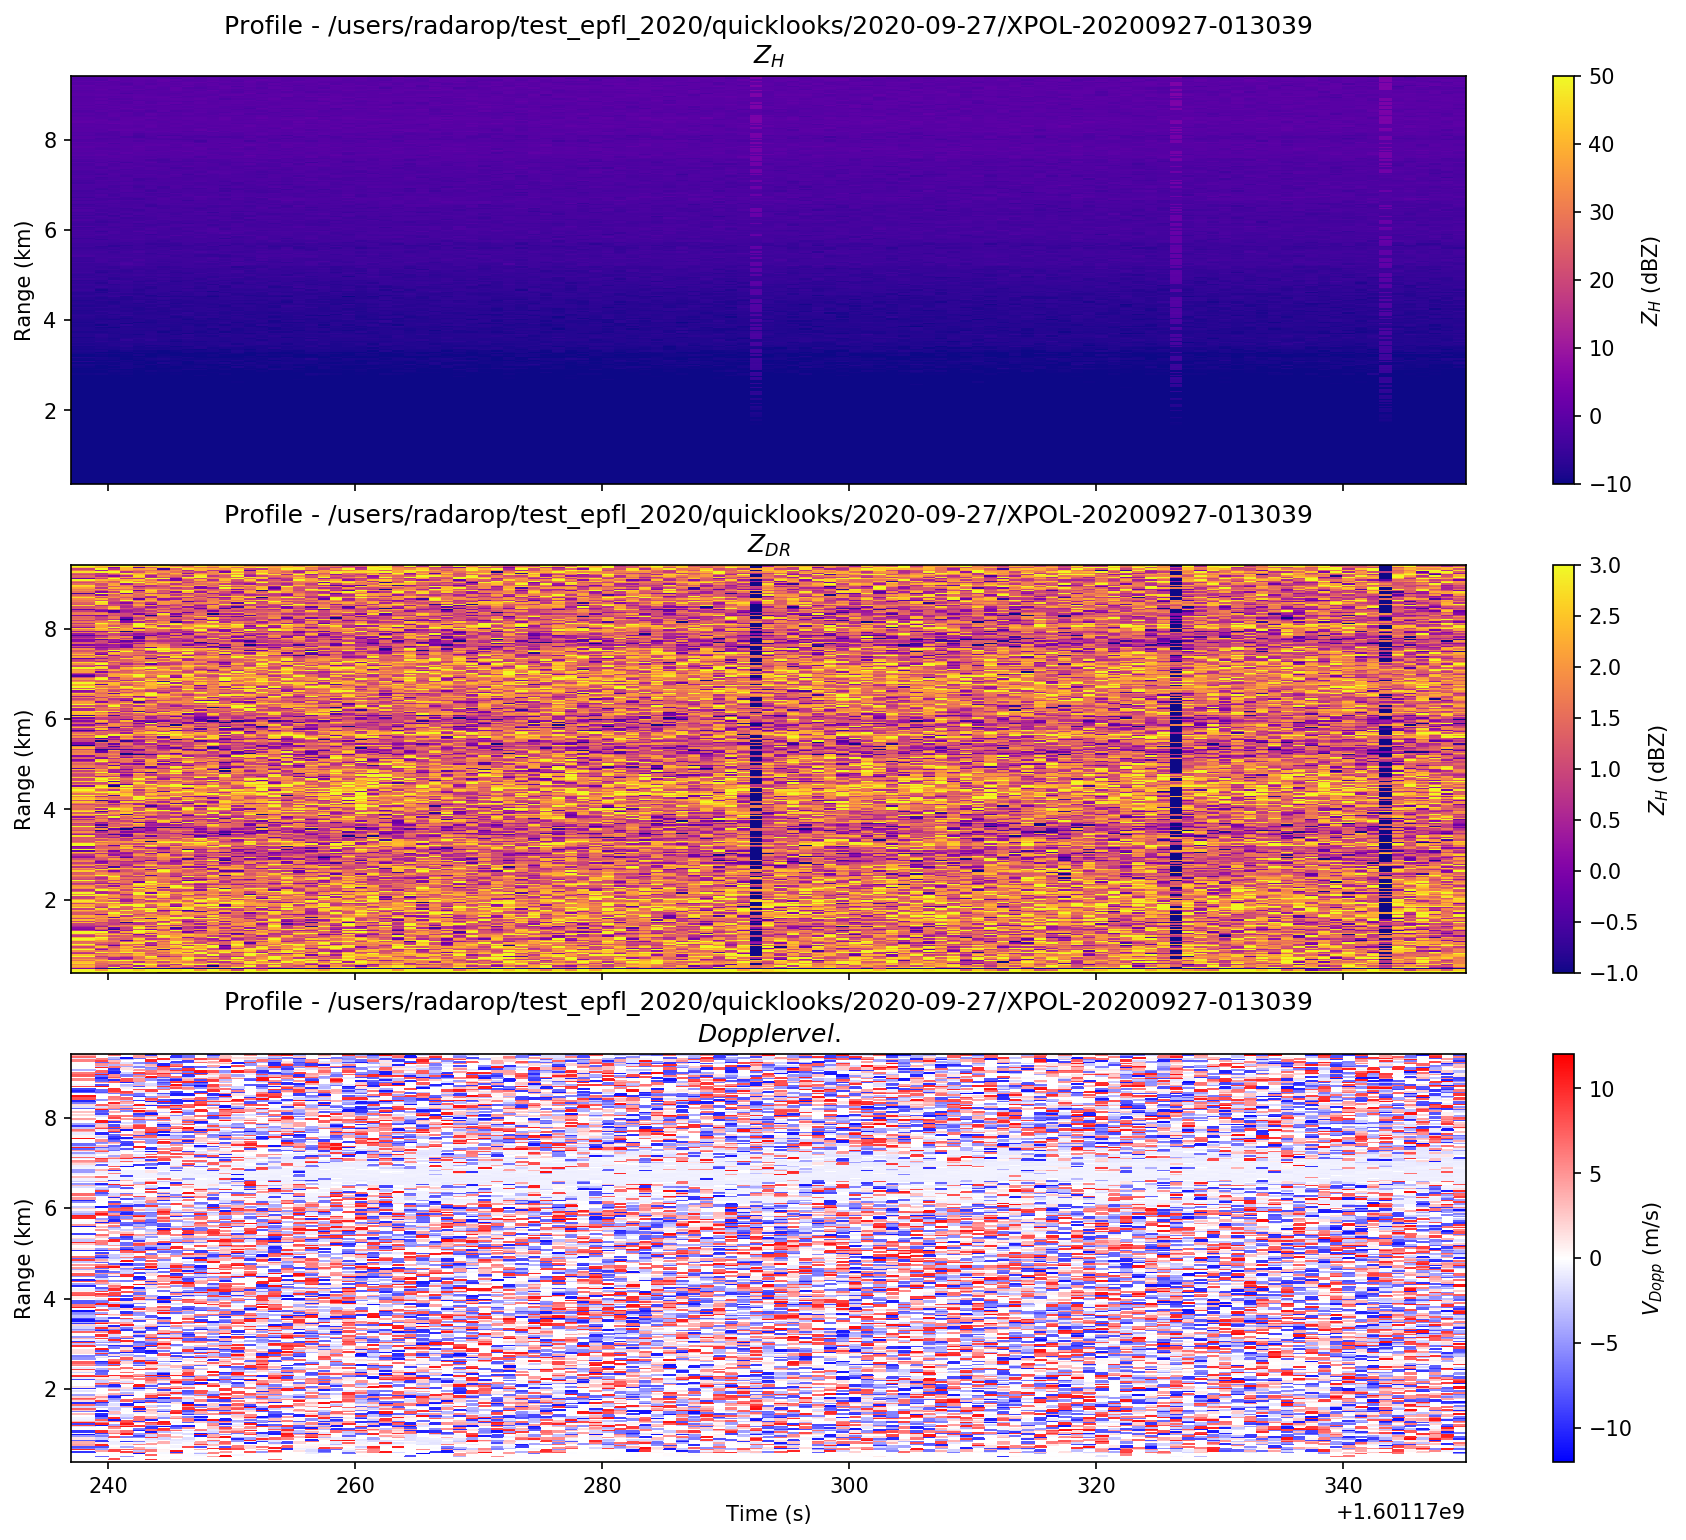 Profile - /users/radarop/test_epfl_2020/quicklooks/2020-09-27/XPOL-20200927-013039
Z_H
8
6
4
2
Range (km)
50
40
30
20
10
0
−10
Z_H (dBZ)
Profile - /users/radarop/test_epfl_2020/quicklooks/2020-09-27/XPOL-20200927-013039
Z_DR
8
6
4
2
Range (km)
3.0
2.5
2.0
1.5
1.0
0.5
0.0
−0.5
−1.0
Z_H (dBZ)
Profile - /users/radarop/test_epfl_2020/quicklooks/2020-09-27/XPOL-20200927-013039
Dopplervel.
8
6
4
2
Range (km)
10
5
0
−5
−10
V_Dopp (m/s)
240 260 280 300 320 340
Time (s)
+1.60117e9